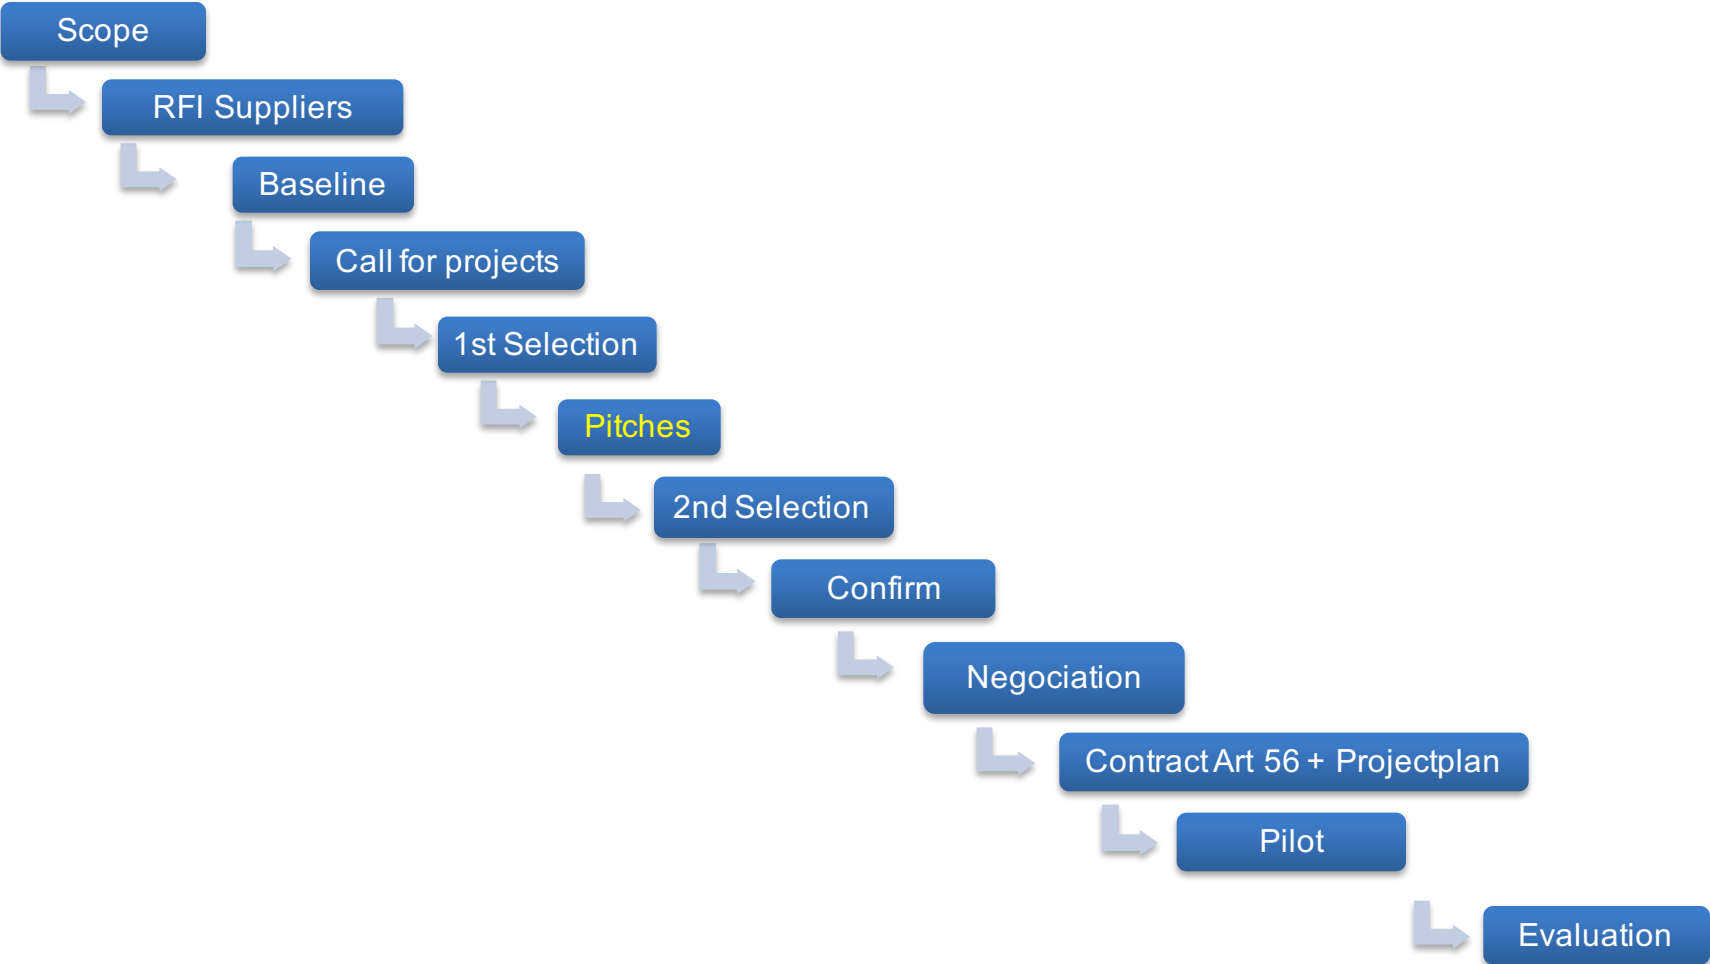 Scope
RFI Suppliers
Baseline
Call for projects
1st Selection
Pitches
2nd Selection
Confirm
Negociation
Contract Art 56 + Projectplan
Pilot
Evaluation